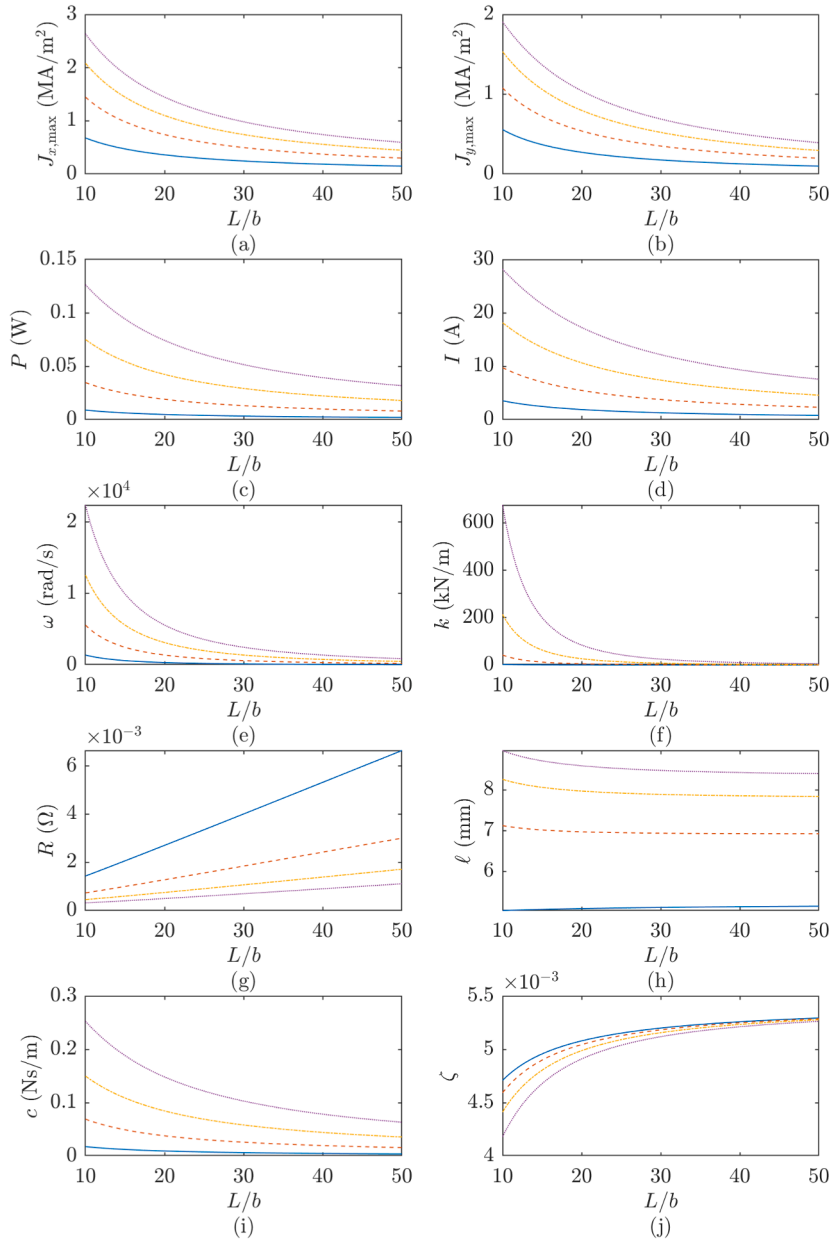 3
2
1
0
J_{x,max} (MA/m²)
10 20 30 40 50
L/b
(a)
2
1
0
J_{y,max} (MA/m²)
10 20 30 40 50
L/b
(b)
0.15
0.1
0.05
0
P (W)
10 20 30 40 50
L/b
(c)
30
20
10
0
I (A)
10 20 30 40 50
L/b
(d)
×10⁴
2
1
0
ω (rad/s)
10 20 30 40 50
L/b
(e)
600
400
200
0
k (kN/m)
10 20 30 40 50
L/b
(f)
×10⁻³
6
4
2
0
R (Ω)
10 20 30 40 50
L/b
(g)
8
7
6
ℓ (mm)
10 20 30 40 50
L/b
(h)
0.3
0.2
0.1
0
c (Ns/m)
10 20 30 40 50
L/b
(i)
×10⁻³
5.5
5
4.5
4
ζ
10 20 30 40 50
L/b
(j)